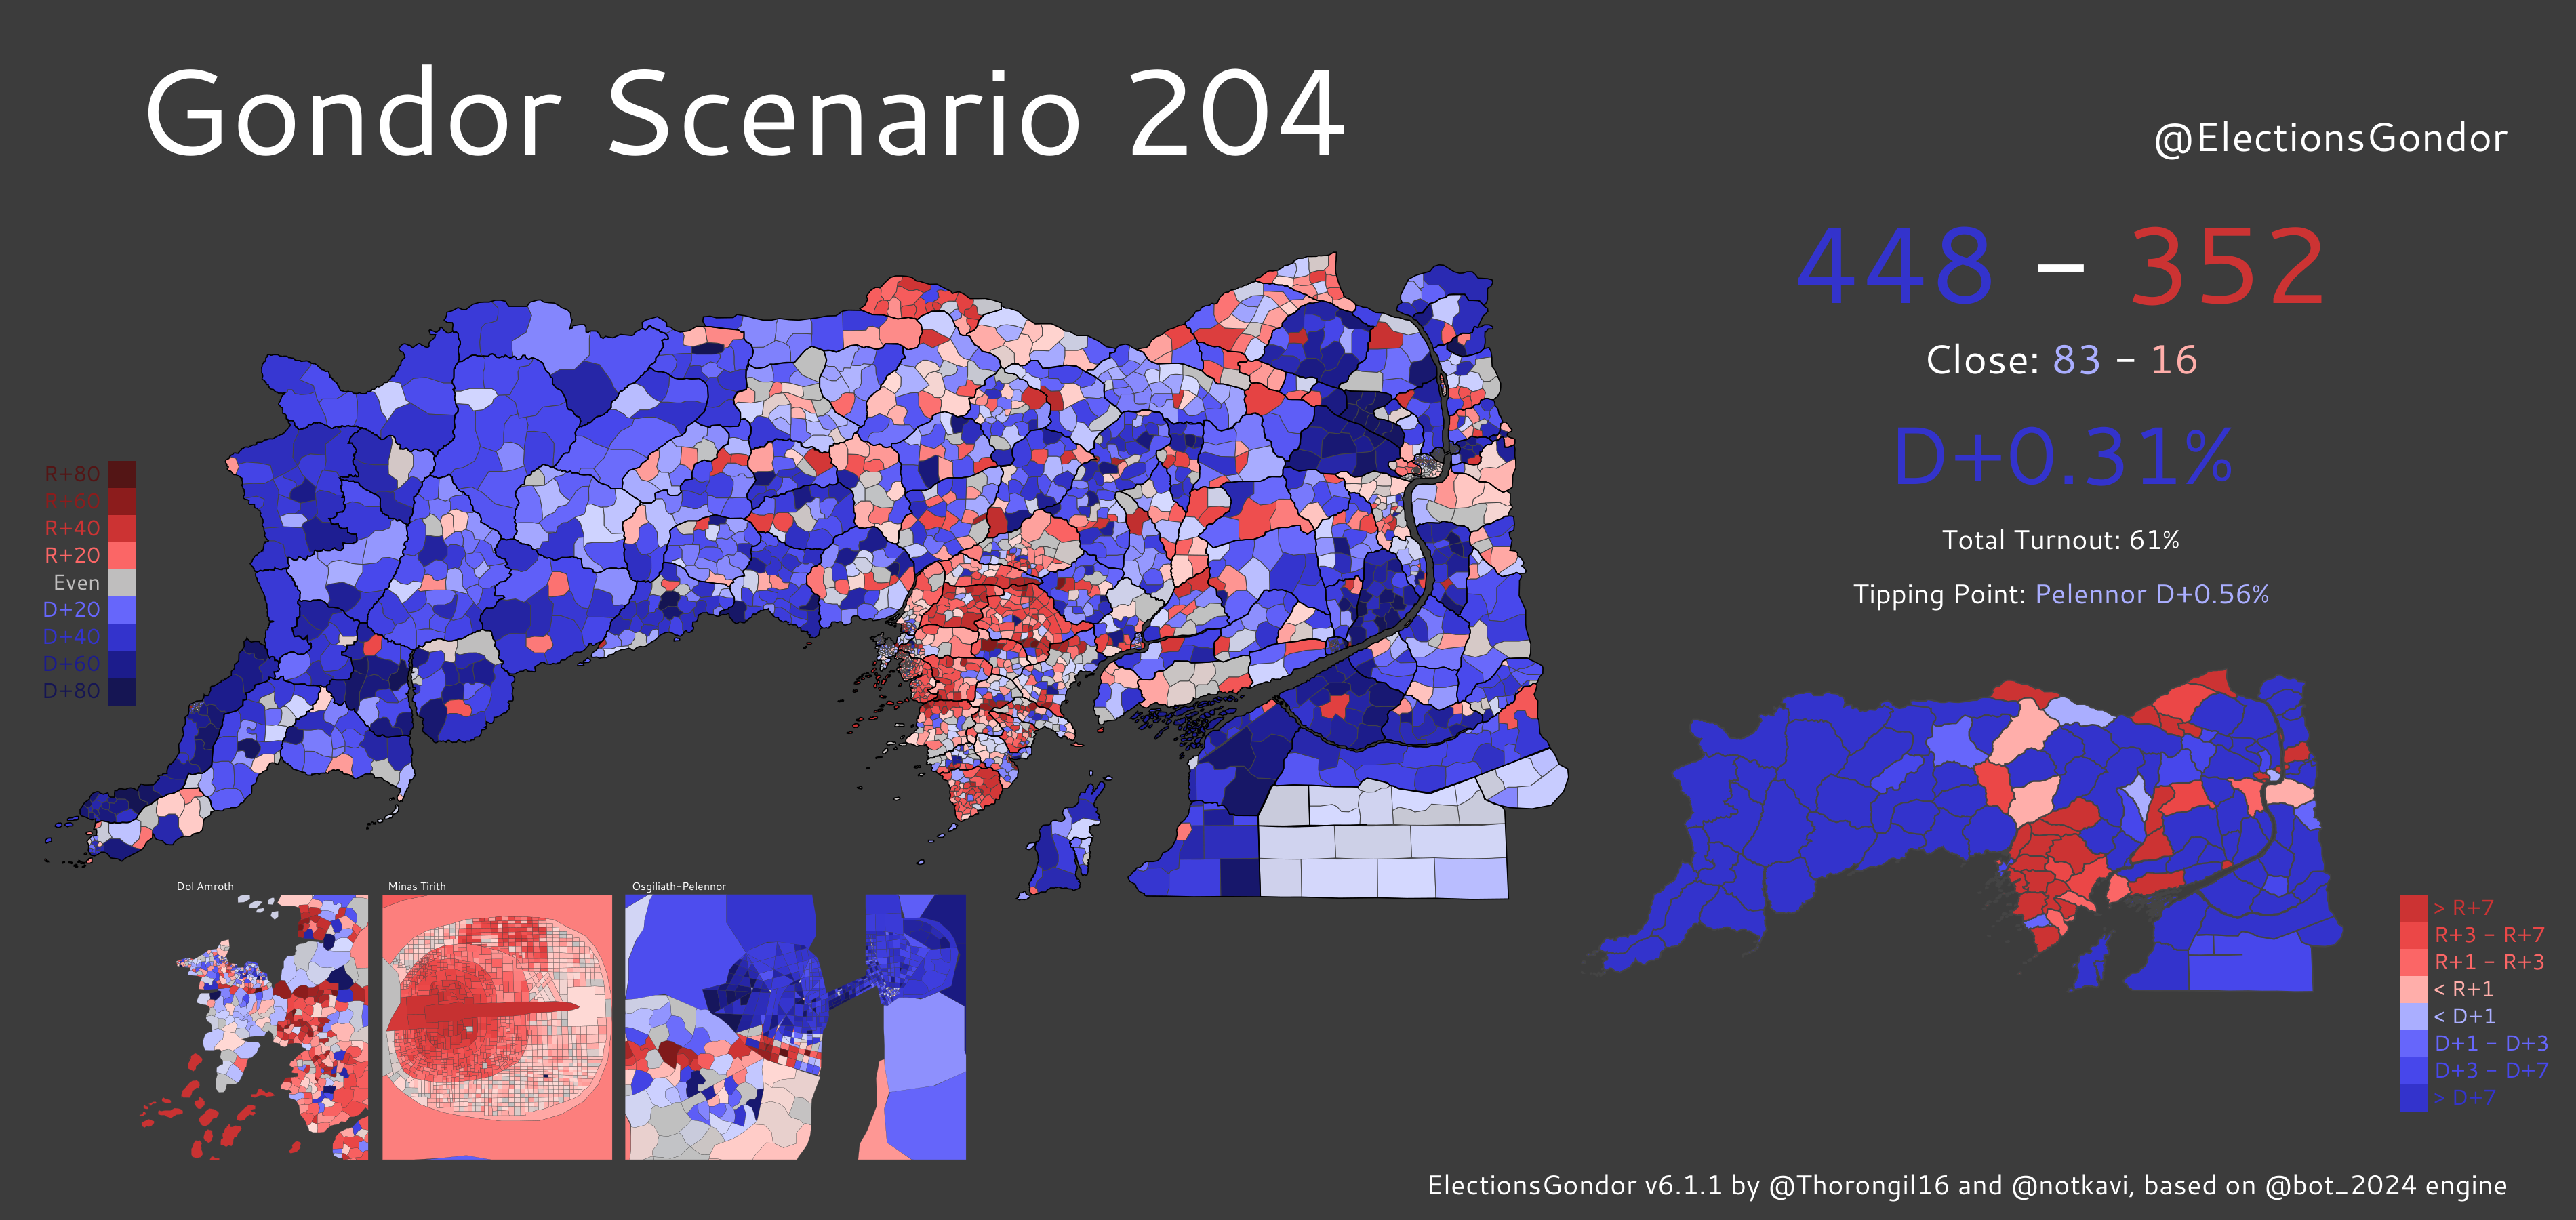 Gondor Scenario 204
@ElectionsGondor
448 – 352
Close: 83 – 16
D+0.31%
Total Turnout: 61%
Tipping Point: Pelennor D+0.56%
R+80
R+60
R+40
R+20
Even
D+20
D+40
D+60
D+80
Dol Amroth
Minas Tirith
Osgiliath-Pelennor
> R+7
R+3 – R+7
R+1 – R+3
< R+1
< D+1
D+1 – D+3
D+3 – D+7
> D+7
ElectionsGondor v6.1.1 by @Thorongil16 and @notkavi, based on @bot_2024 engine